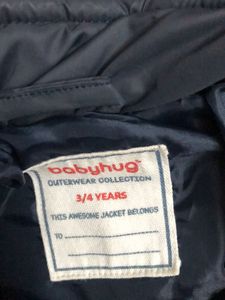 babyhug
OUTERWEAR COLLECTION
3/4 YEARS
THIS AWESOME JACKET BELONGS
TO